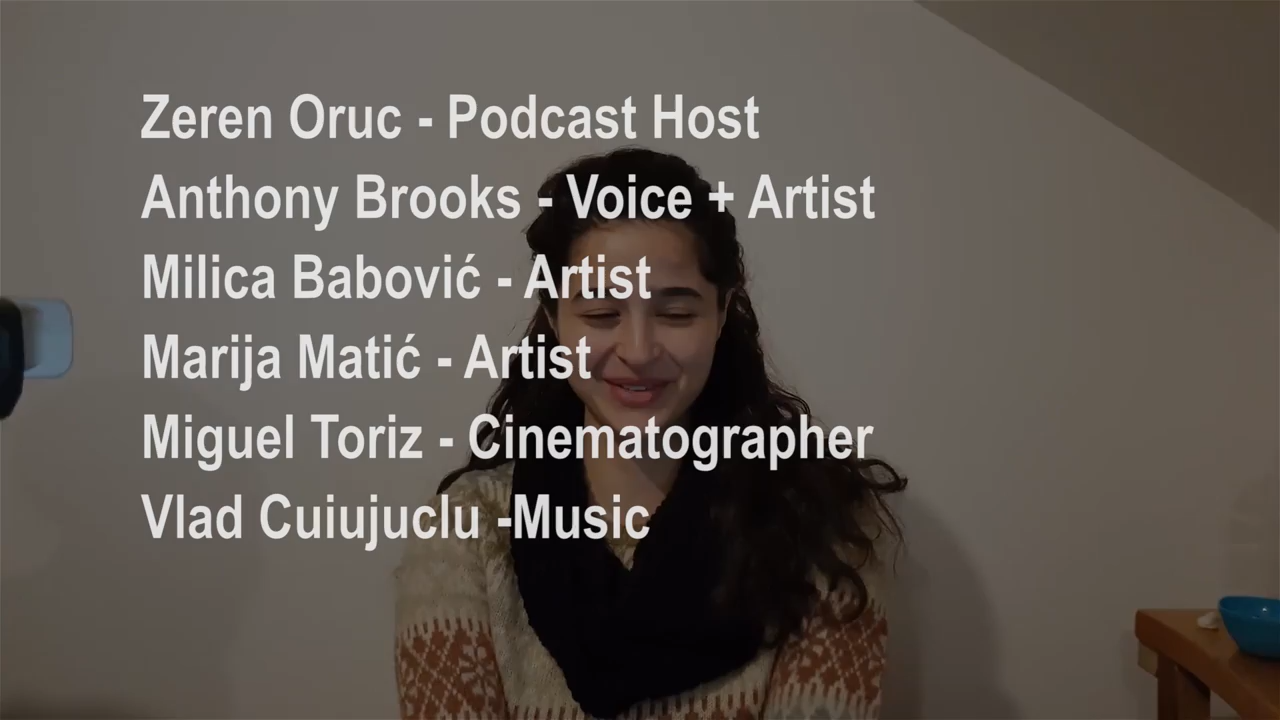 Zeren Oruc - Podcast Host
Anthony Brooks - Voice + Artist
Milica Babović - Artist
Marija Matić - Artist
Miguel Toriz - Cinematographer
Vlad Cuiujuclu -Music